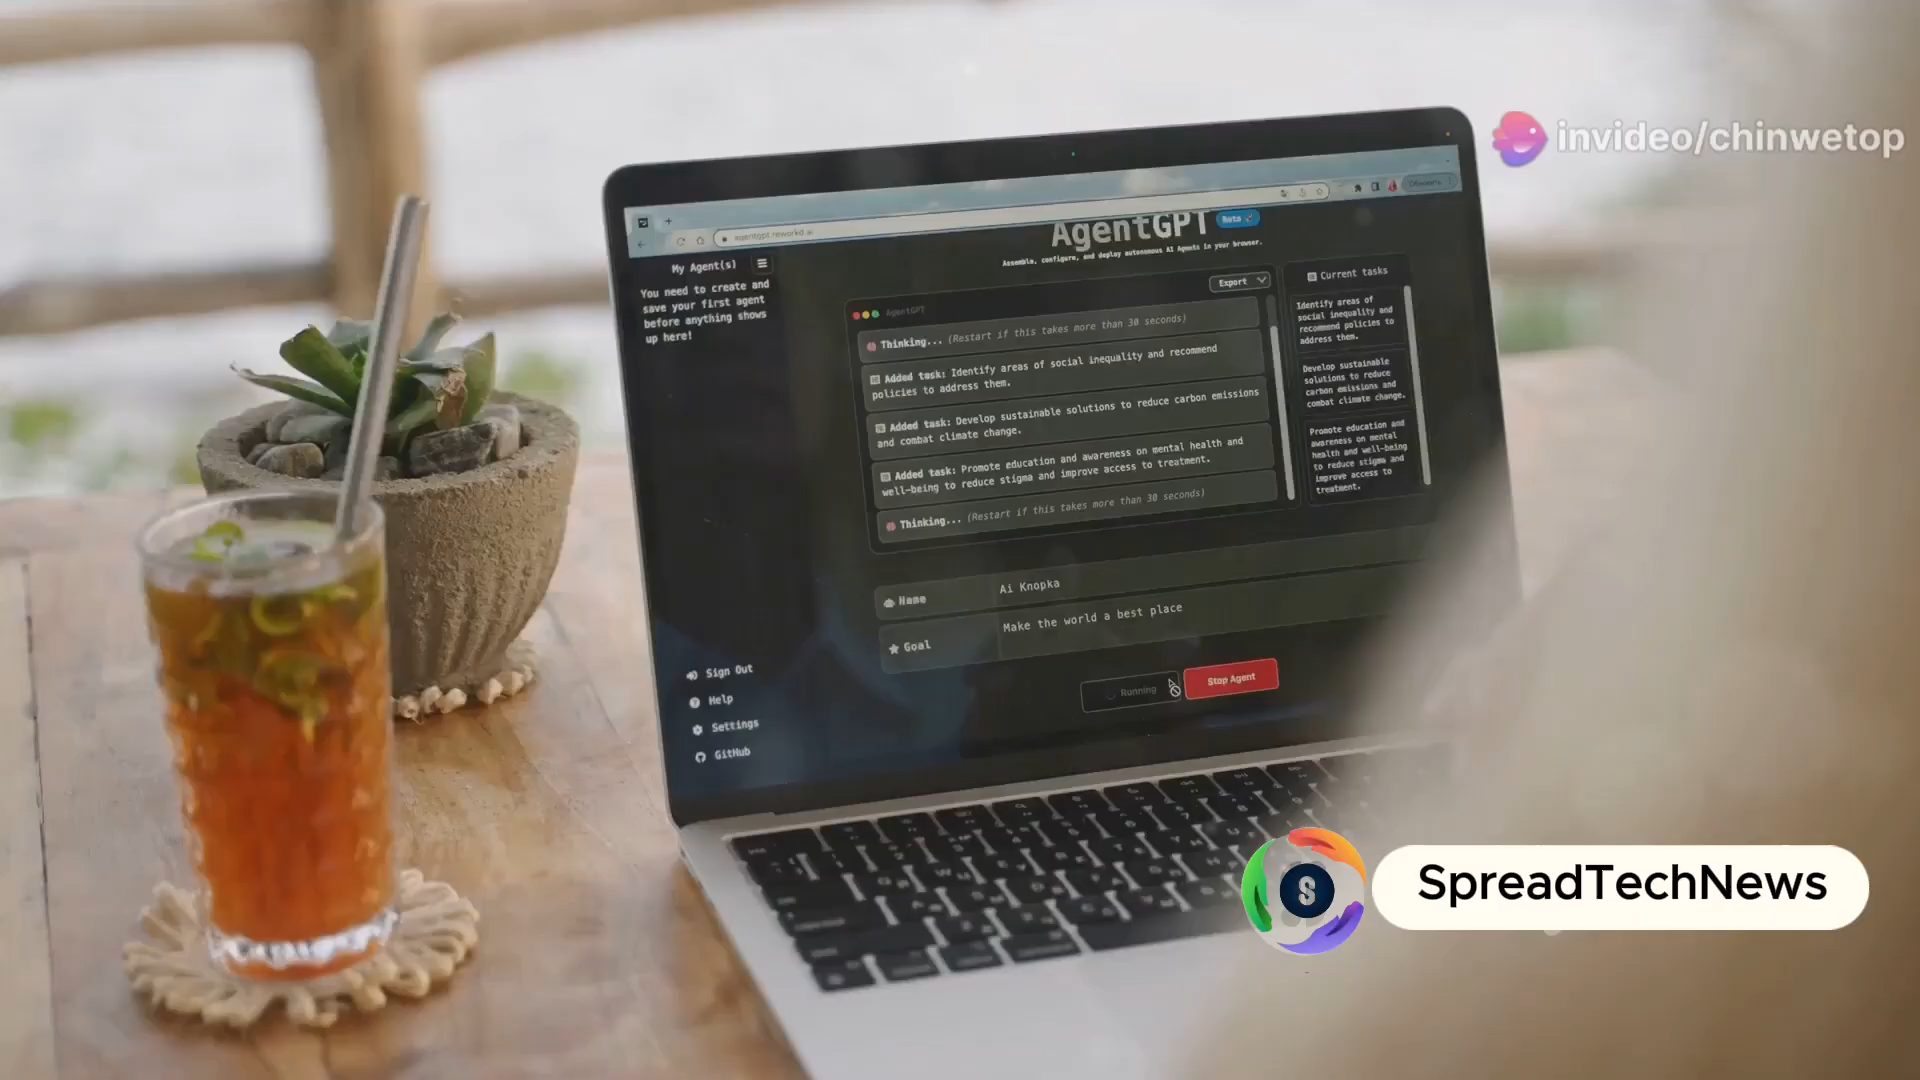 invideo/chinwetop
agentgpt.reworkd.ai
AgentGPT Beta
Assemble, configure, and deploy autonomous AI Agents in your browser.
My Agent(s)
You need to create and
save your first agent
before anything shows
up here!
Export
AgentGPT
Thinking... (Restart if this takes more than 30 seconds)
Added task: Identify areas of social inequality and recommend
policies to address them.
Added task: Develop sustainable solutions to reduce carbon emissions
and combat climate change.
Added task: Promote education and awareness on mental health and
well-being to reduce stigma and improve access to treatment.
Thinking... (Restart if this takes more than 30 seconds)
Current tasks
Identify areas of
social inequality and
recommend policies to
address them.
Develop sustainable
solutions to reduce
carbon emissions and
combat climate change.
Promote education and
awareness on mental
health and well-being
to reduce stigma and
improve access to
treatment.
Name Ai Knopka
Goal Make the world a best place
Running
Stop Agent
Sign Out
Help
Settings
GitHub
S
SpreadTechNews